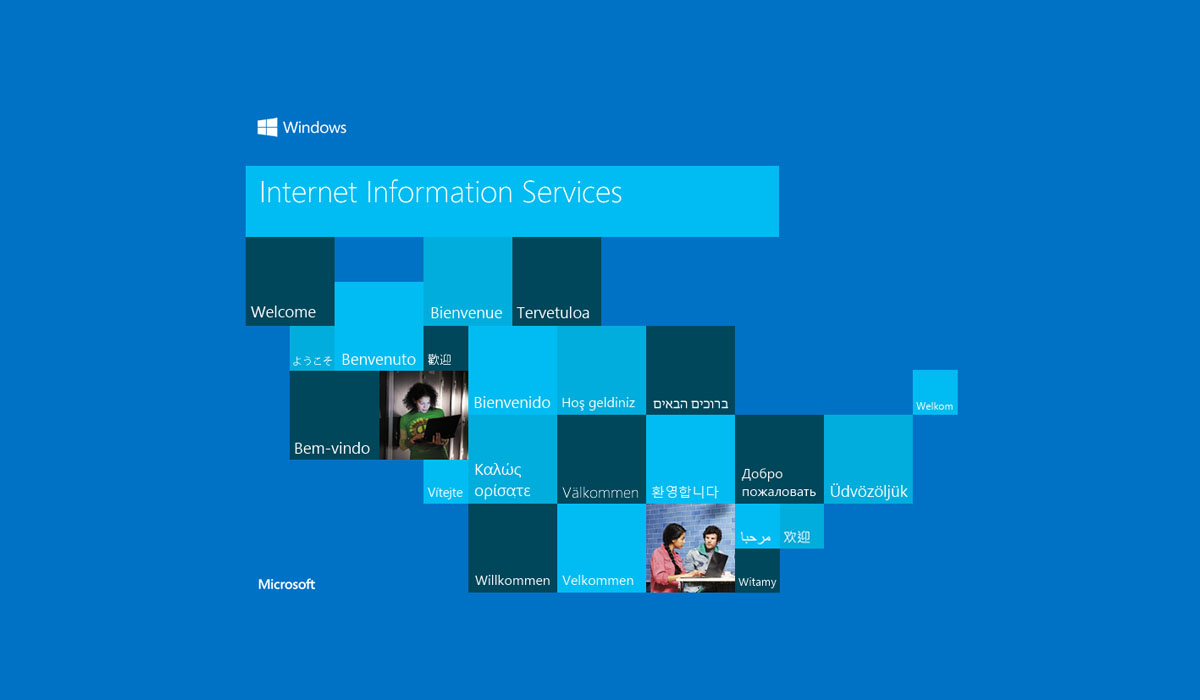 Windows
Internet Information Services
Welcome
Bienvenue
Tervetuloa
ようこそ
Benvenuto
歡迎
Bienvenido
Hoş geldiniz
ברוכים הבאים
Welkom
Bem-vindo
Vítejte
Καλώς
ορίσατε
Välkommen
환영합니다
Добро
пожаловать
Üdvözöljük
مرحبا
欢迎
Willkommen
Velkommen
Witamy
Microsoft